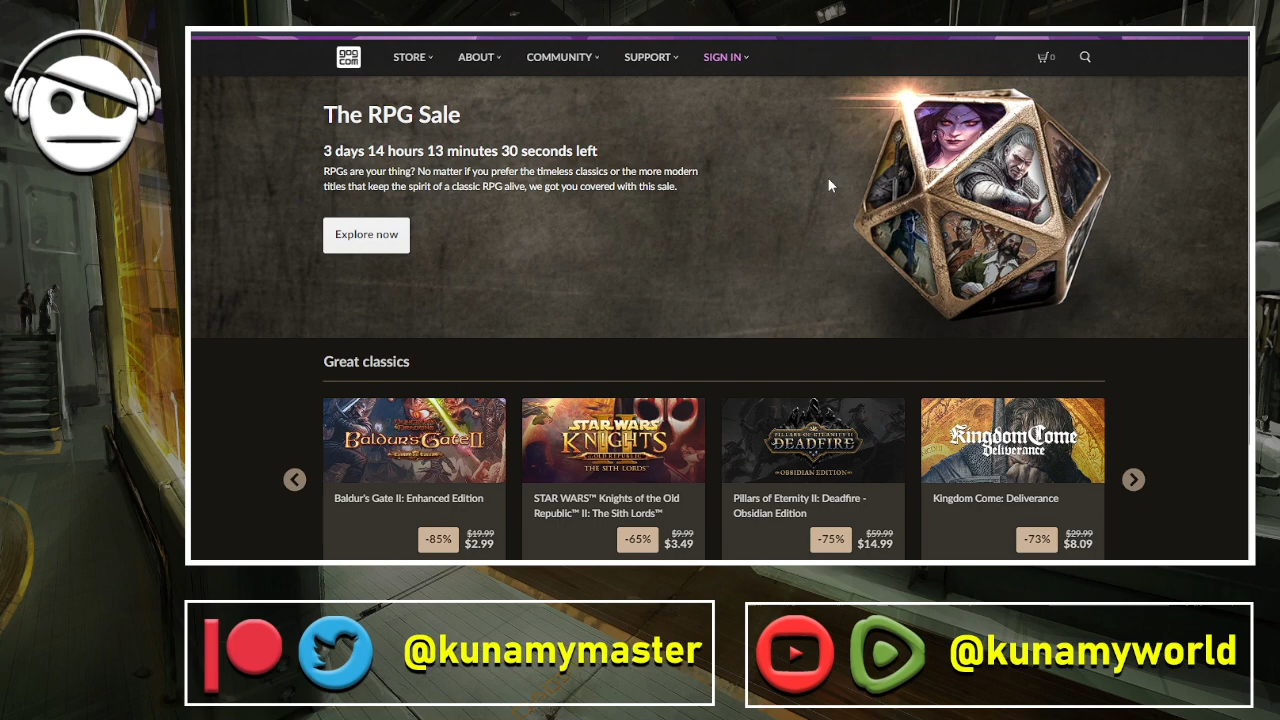 gog
com
STORE
ABOUT
COMMUNITY
SUPPORT
SIGN IN
0
The RPG Sale
3 days 14 hours 13 minutes 30 seconds left
RPGs are your thing? No matter if you prefer the timeless classics or the more modern
titles that keep the spirit of a classic RPG alive, we got you covered with this sale.
Explore now
Great classics
BALDUR'S GATE II
STAR WARS
KNIGHTS
OLD REPUBLIC
II
THE SITH LORDS
PILLARS OF ETERNITY II
DEADFIRE
OBSIDIAN EDITION
Kingdom Come
Deliverance
Baldur's Gate II: Enhanced Edition
-85%
$19.99
$2.99
STAR WARS™ Knights of the Old
Republic™ II: The Sith Lords™
-65%
$9.99
$3.49
Pillars of Eternity II: Deadfire -
Obsidian Edition
-75%
$59.99
$14.99
Kingdom Come: Deliverance
-73%
$29.99
$8.09
@kunamymaster
@kunamyworld